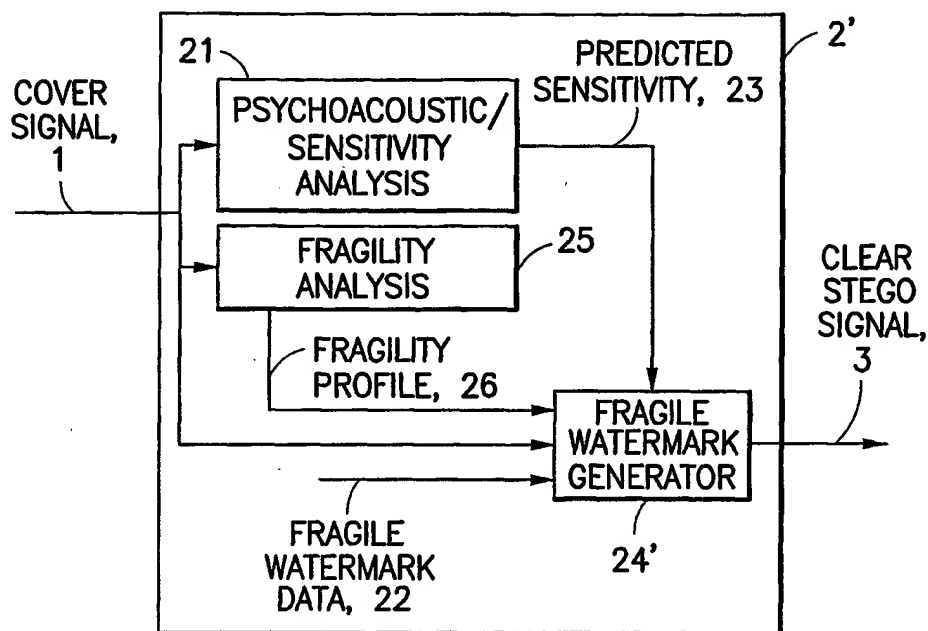 2'
21
PREDICTED
SENSITIVITY, 23
COVER
SIGNAL,
1
PSYCHOACOUSTIC/
SENSITIVITY
ANALYSIS
FRAGILITY
ANALYSIS
25
CLEAR
STEGO
SIGNAL,
3
FRAGILITY
PROFILE, 26
FRAGILE
WATERMARK
GENERATOR
24'
FRAGILE
WATERMARK
DATA, 22